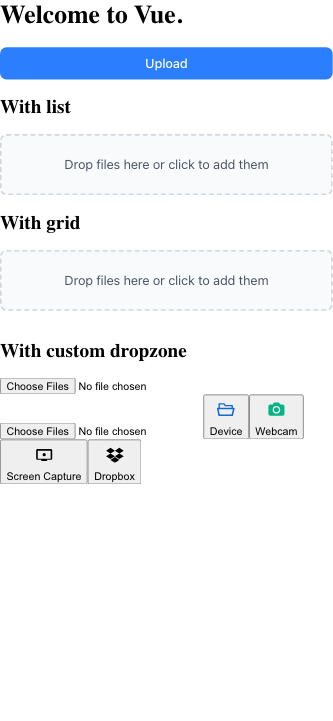 Welcome to Vue.
Upload
With list
Drop files here or click to add them
With grid
Drop files here or click to add them
With custom dropzone
Choose Files No file chosen
Choose Files No file chosen Device Webcam
Screen Capture Dropbox